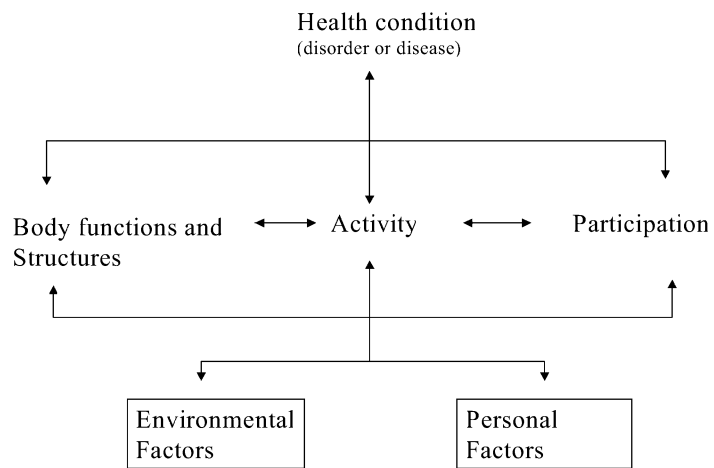 Health condition
(disorder or disease)
Body functions and
Structures
Activity
Participation
Environmental
Factors
Personal
Factors